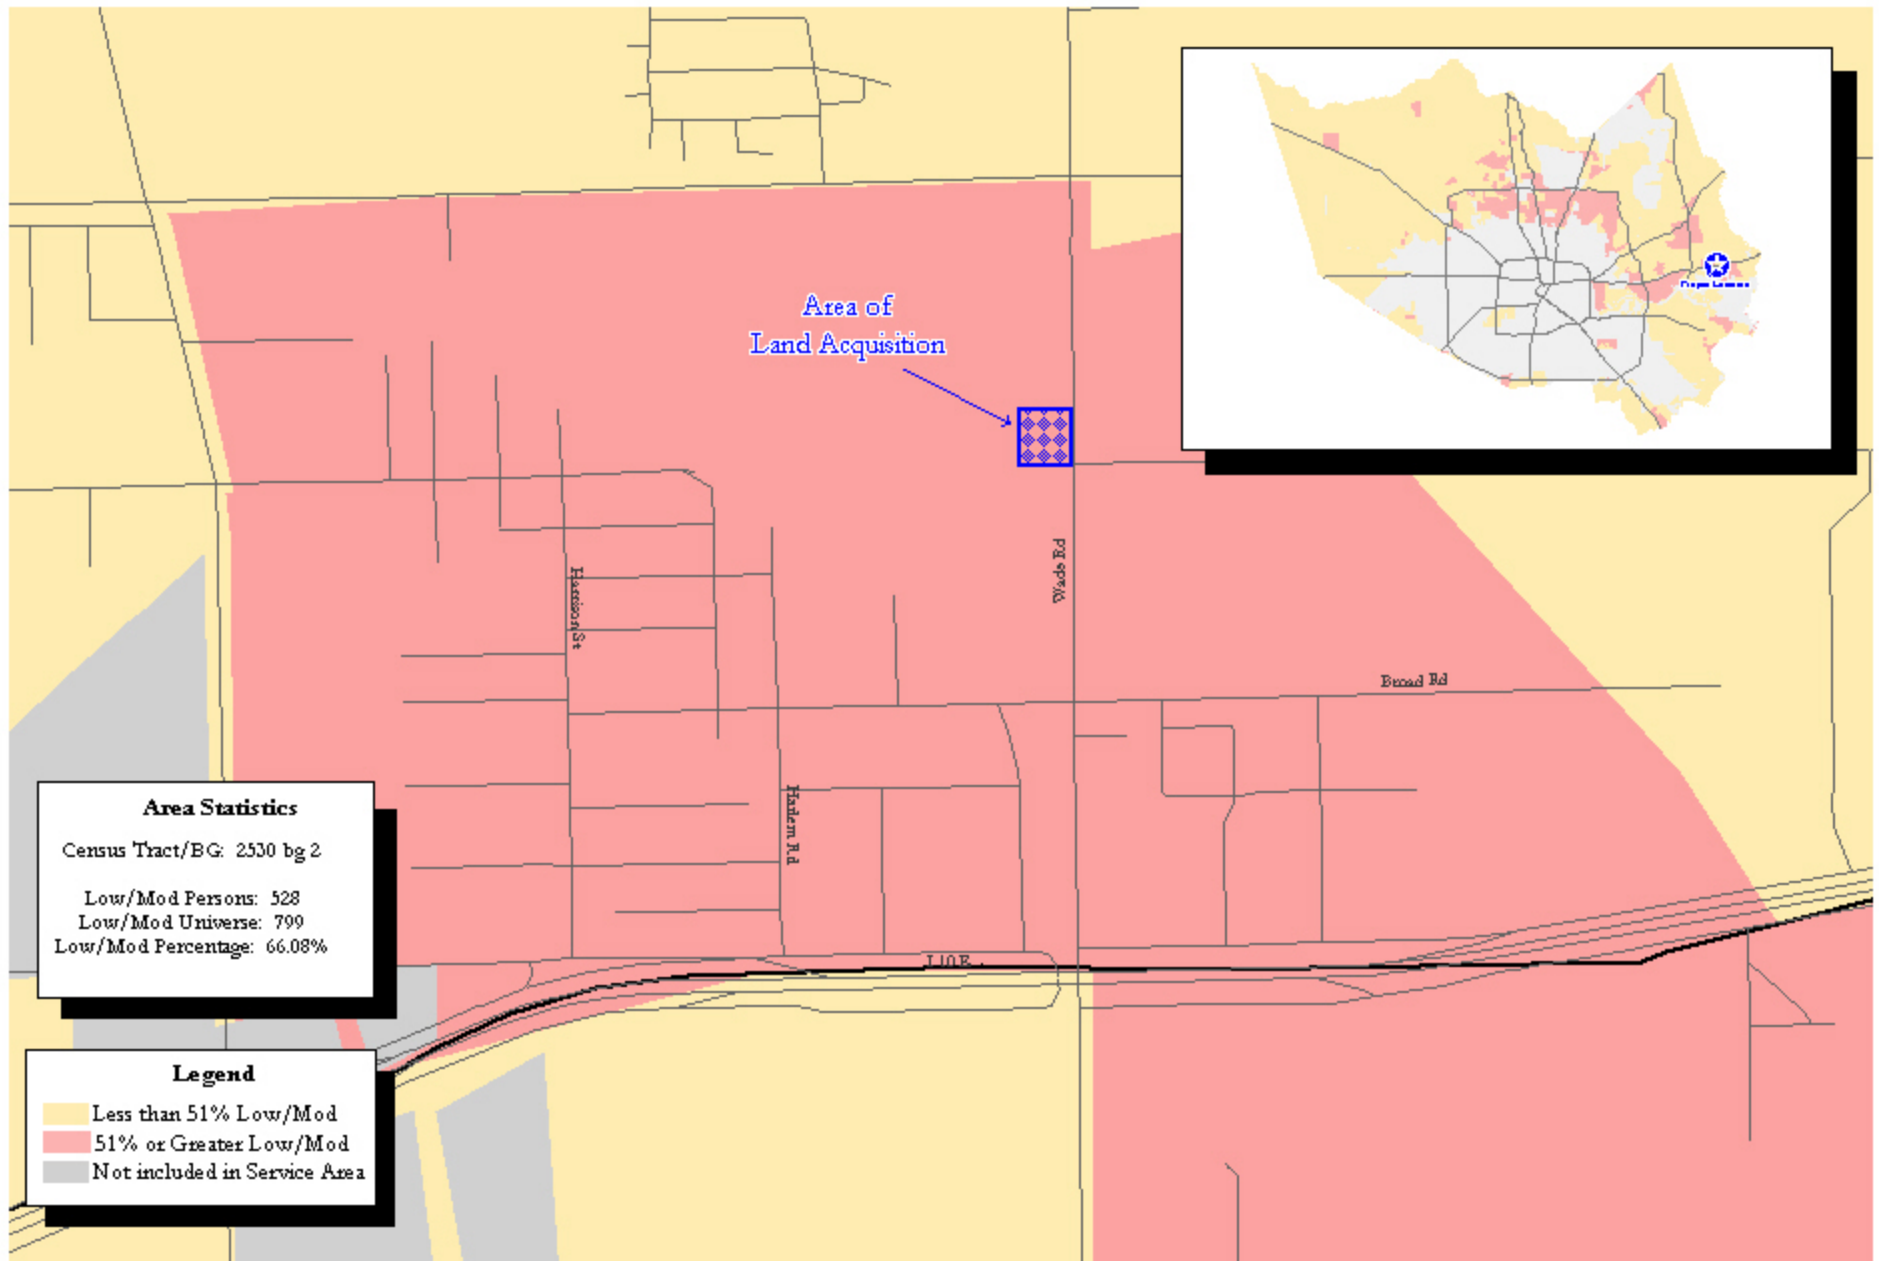 Area of
Land Acquisition
Wade Rd
Harrison St
Broad Rd
Harlem Rd
I 10 E
Area Statistics
Census Tract/BG: 2530 bg 2
Low/Mod Persons: 528
Low/Mod Universe: 799
Low/Mod Percentage: 66.08%
Legend
Less than 51% Low/Mod
51% or Greater Low/Mod
Not included in Service Area